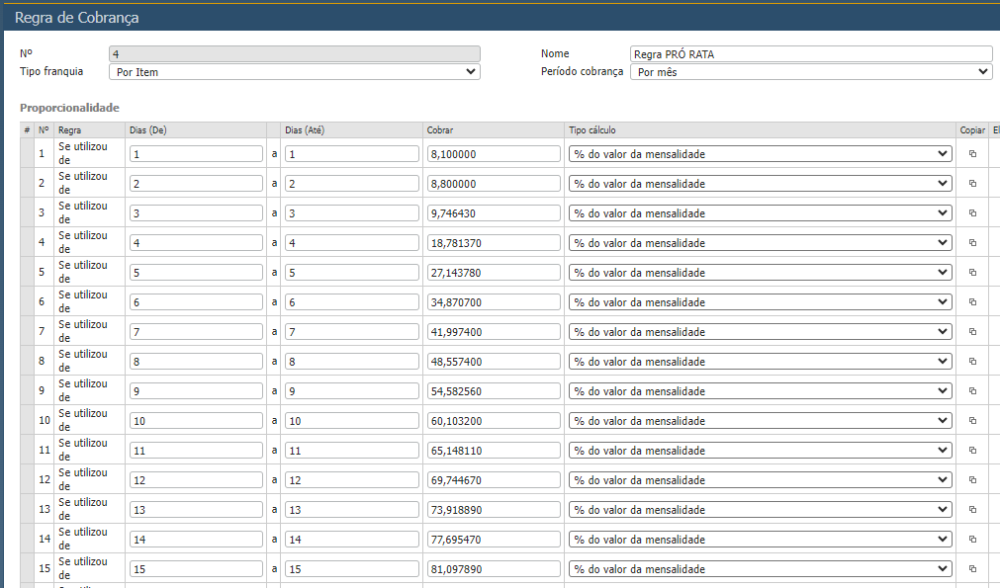 Regra de Cobrança
Nº 4 Nome Regra PRÓ RATA
Tipo franquia Por Item Período cobrança Por mês
Proporcionalidade
# Nº Regra Dias (De) Dias (Até) Cobrar Tipo cálculo Copiar El
1 Se utilizou de 1 a 1 8,100000 % do valor da mensalidade
2 Se utilizou de 2 a 2 8,800000 % do valor da mensalidade
3 Se utilizou de 3 a 3 9,746430 % do valor da mensalidade
4 Se utilizou de 4 a 4 18,781370 % do valor da mensalidade
5 Se utilizou de 5 a 5 27,143780 % do valor da mensalidade
6 Se utilizou de 6 a 6 34,870700 % do valor da mensalidade
7 Se utilizou de 7 a 7 41,997400 % do valor da mensalidade
8 Se utilizou de 8 a 8 48,557400 % do valor da mensalidade
9 Se utilizou de 9 a 9 54,582560 % do valor da mensalidade
10 Se utilizou de 10 a 10 60,103200 % do valor da mensalidade
11 Se utilizou de 11 a 11 65,148110 % do valor da mensalidade
12 Se utilizou de 12 a 12 69,744670 % do valor da mensalidade
13 Se utilizou de 13 a 13 73,918890 % do valor da mensalidade
14 Se utilizou de 14 a 14 77,695470 % do valor da mensalidade
15 Se utilizou de 15 a 15 81,097890 % do valor da mensalidade